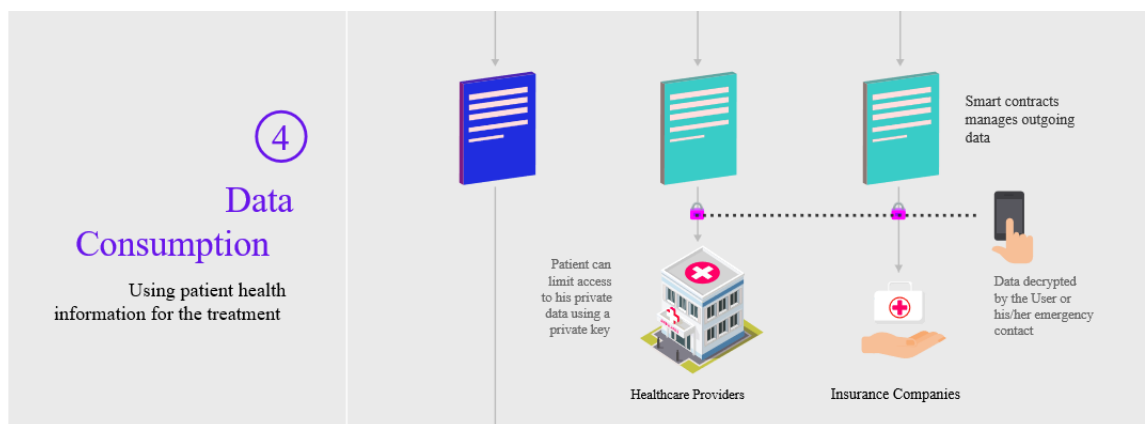 4
Data
Consumption
Using patient health
information for the treatment
Smart contracts
manages outgoing
data
Patient can
limit access
to his private
data using a
private key
Data decrypted
by the User or
his/her emergency
contact
Healthcare Providers
Insurance Companies